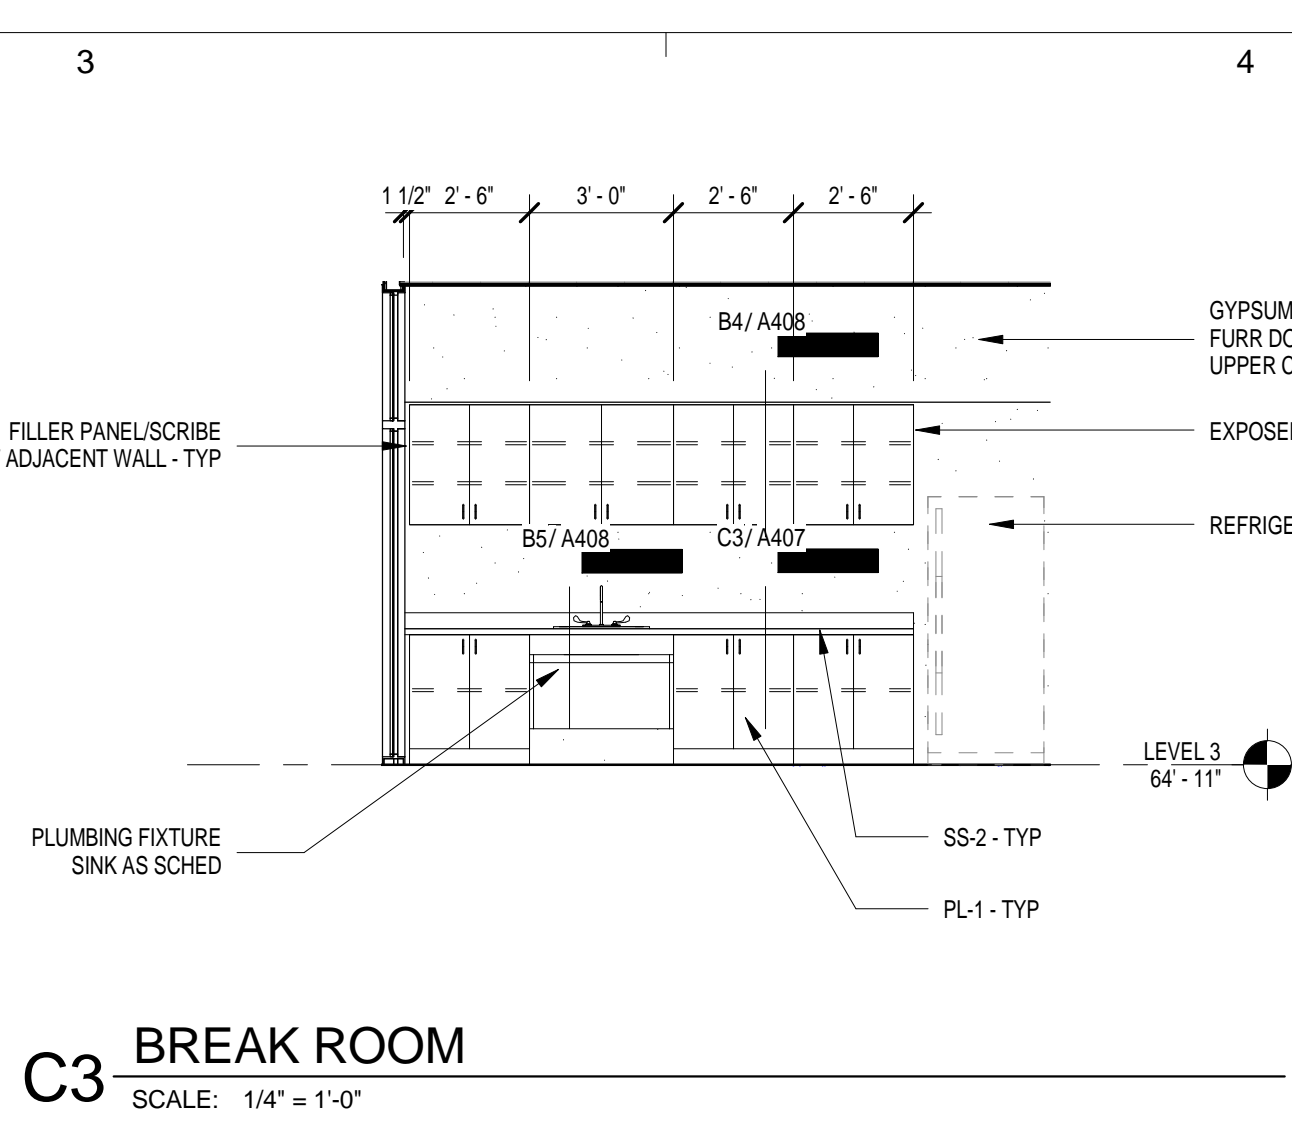 3
4
1 1/2" 2' - 6" 3' - 0" 2' - 6" 2' - 6"
B4/ A408
GYPSUM
FURR
UPPER
FILLER PANEL/SCRIBE
ADJACENT WALL - TYP
REFRIGE
B5/ A408
C3/ A407
LEVEL 3
64' - 11"
PLUMBING FIXTURE
SINK AS SCHED
SS-2 - TYP
PL-1 - TYP
C3
BREAK ROOM
SCALE: 1/4" = 1'-0"